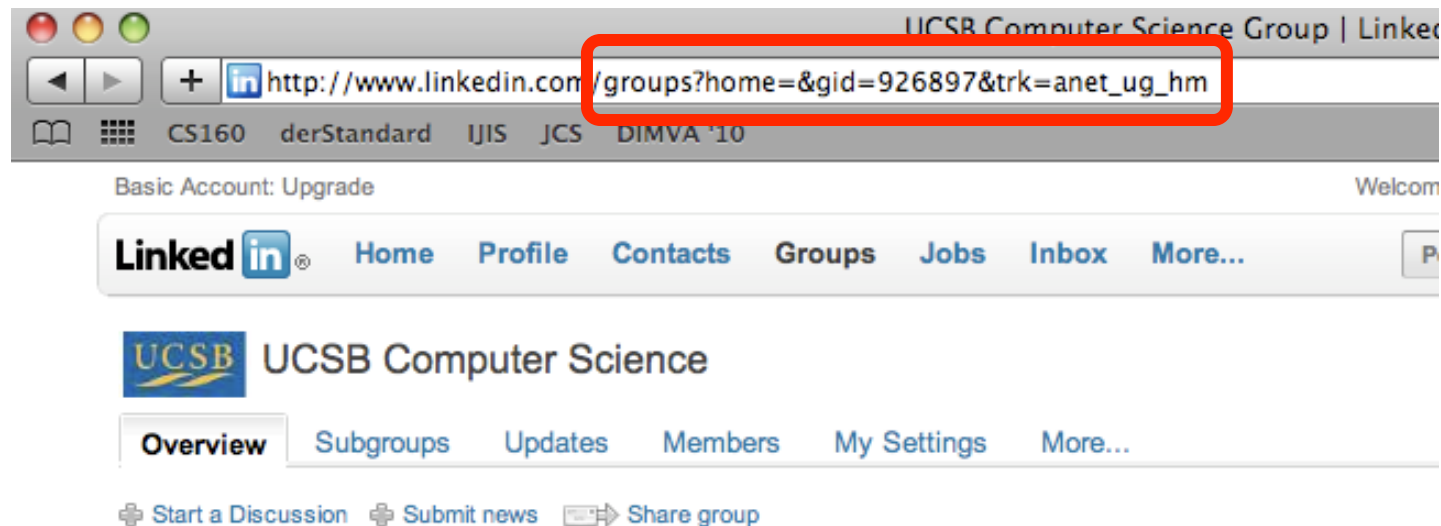 UCSB Computer Science Group | Linked
http://www.linkedin.com/groups?home=&gid=926897&trk=anet_ug_hm
CS160 derStandard IJIS JCS DIMVA '10
Basic Account: Upgrade Welcom
Linked in ® Home Profile Contacts Groups Jobs Inbox More... P
UCSB UCSB Computer Science
Overview Subgroups Updates Members My Settings More...
Start a Discussion Submit news Share group